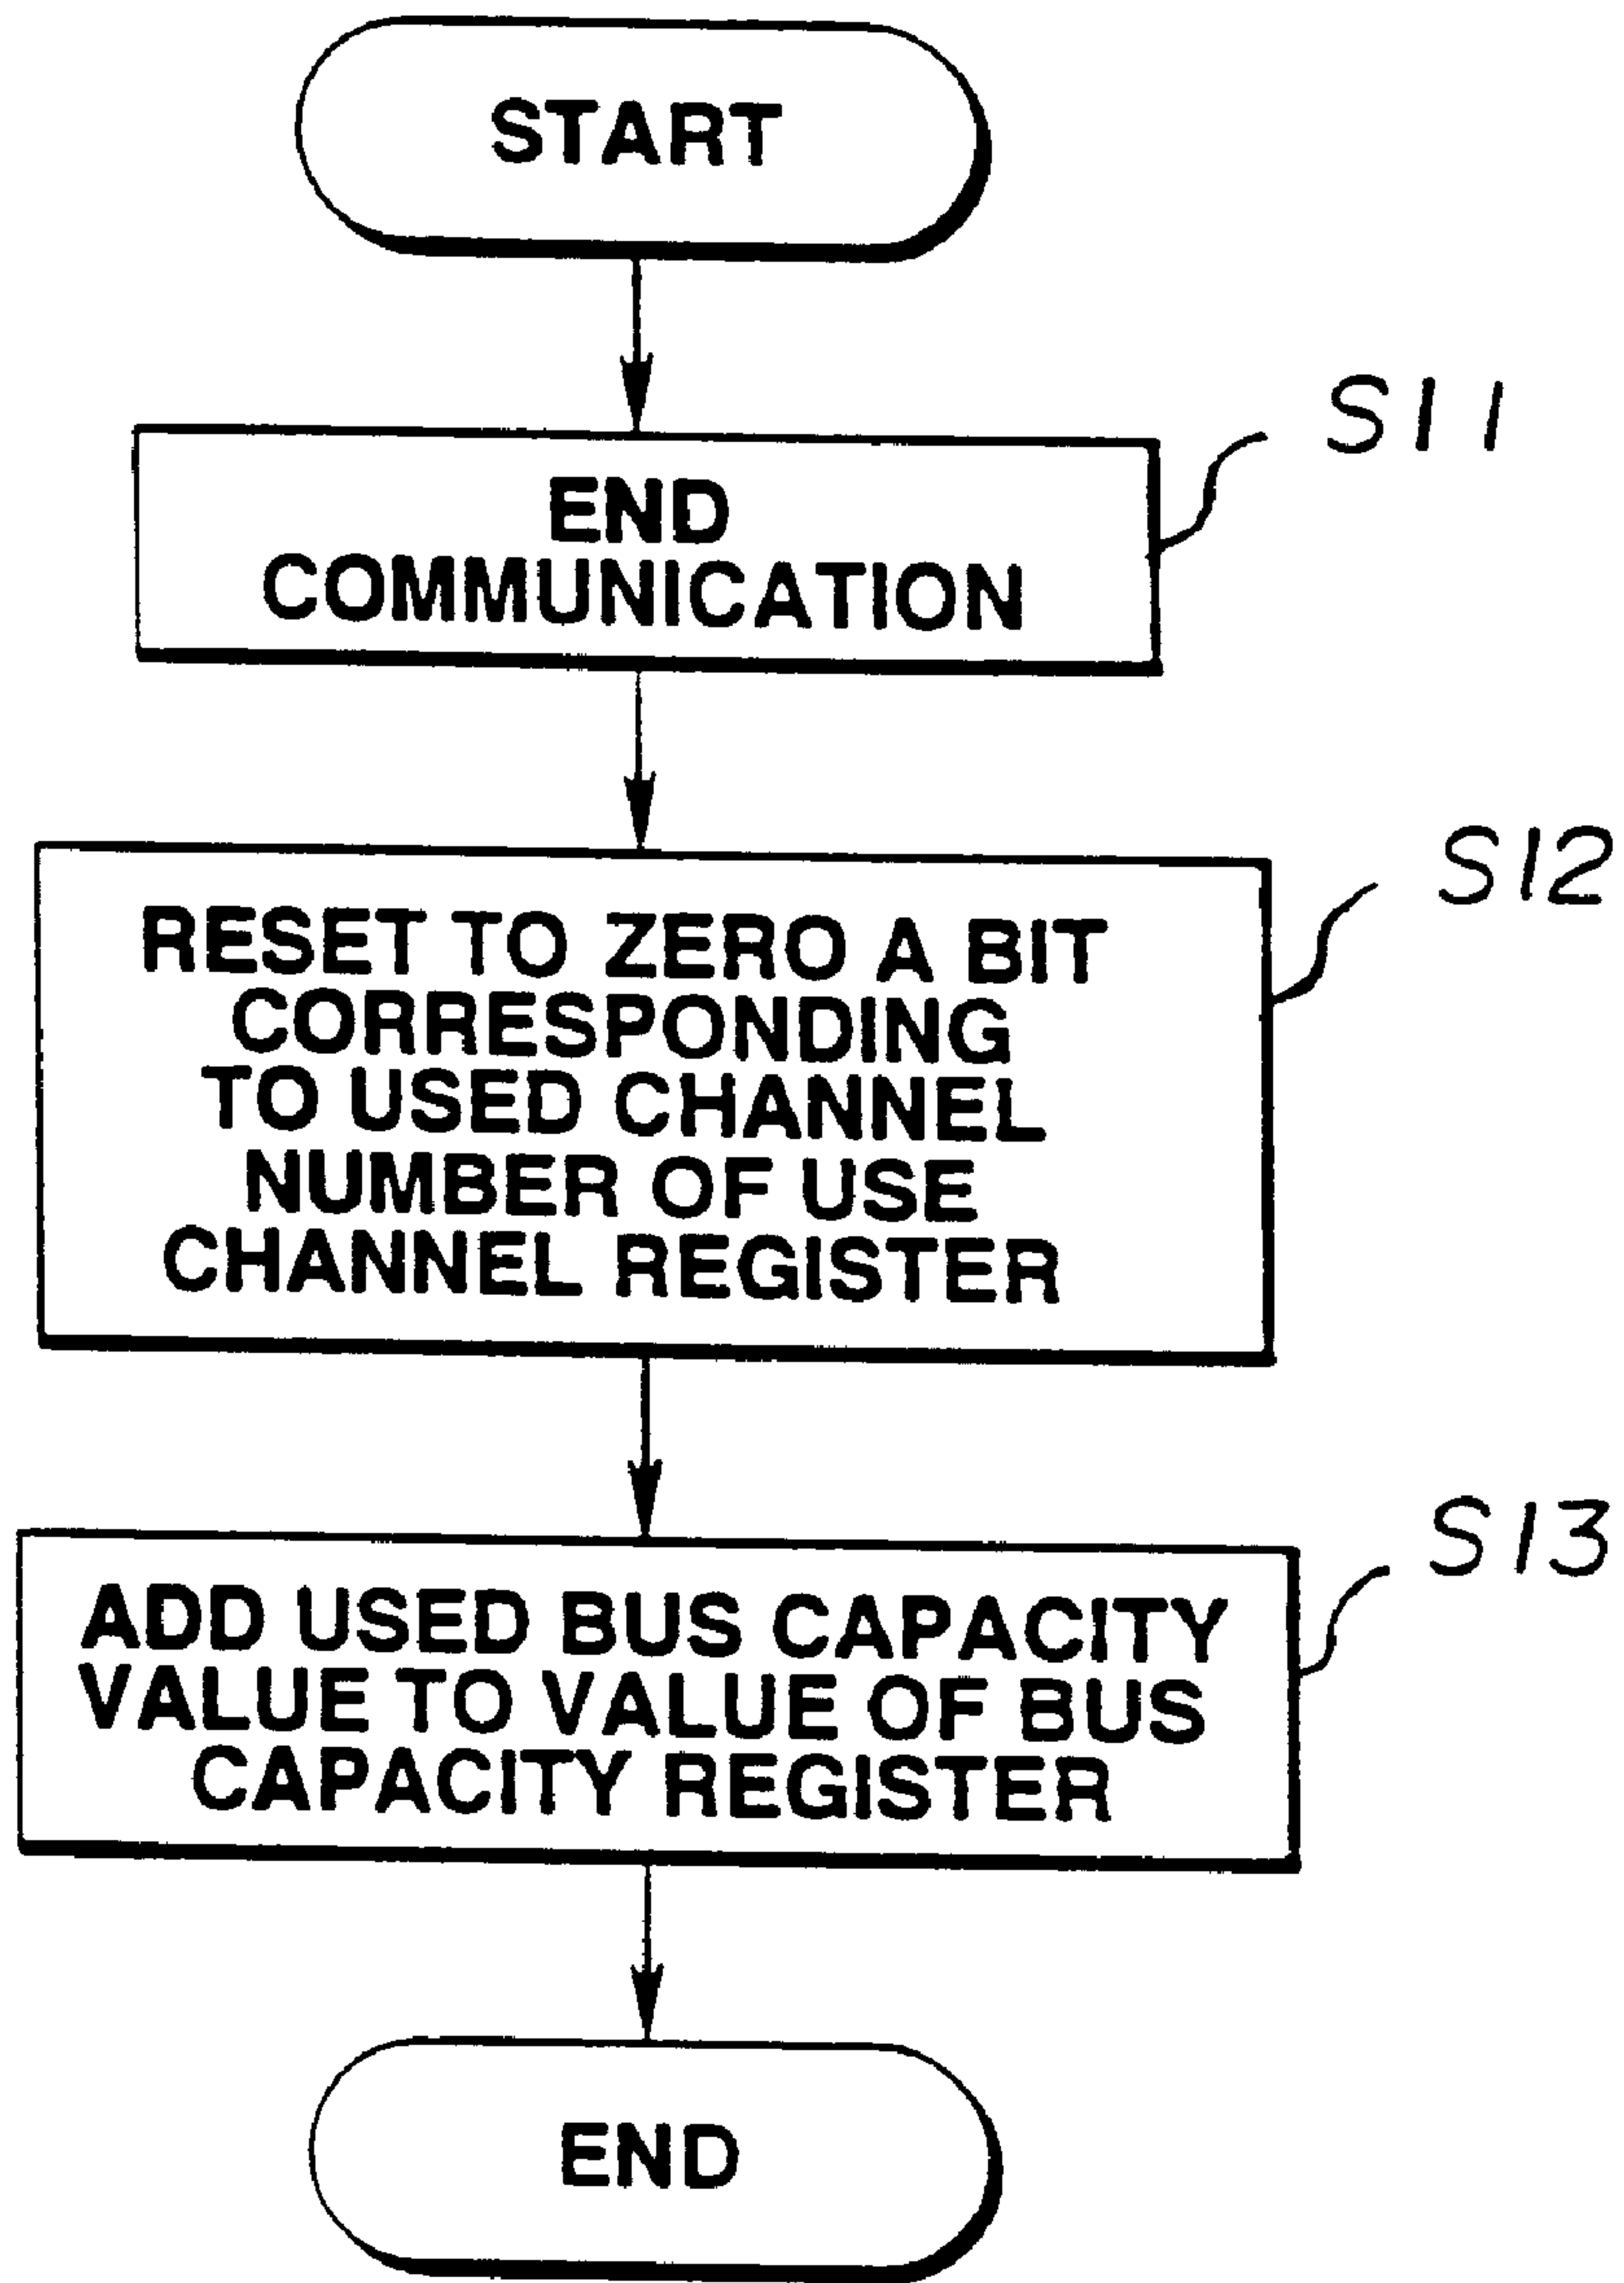 START
S11
END
COMMUNICATION
S12
RESET TO ZERO A BIT
CORRESPONDING
TO USED CHANNEL
NUMBER OF USE
CHANNEL REGISTER
S13
ADD USED BUS CAPACITY
VALUE TO VALUE OF BUS
CAPACITY REGISTER
END